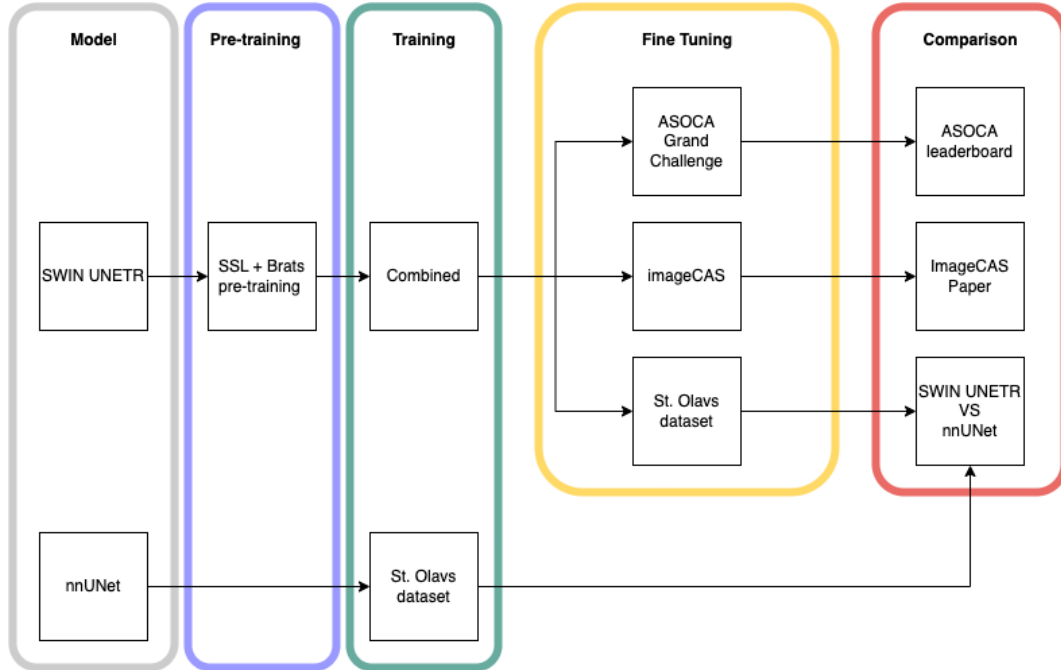 Model
Pre-training
Training
Fine Tuning
Comparison
ASOCA
Grand
Challenge
ASOCA
leaderboard
SWIN UNETR
SSL + Brats
pre-training
Combined
imageCAS
ImageCAS
Paper
St. Olavs
dataset
SWIN UNETR
VS
nnUNet
nnUNet
St. Olavs
dataset